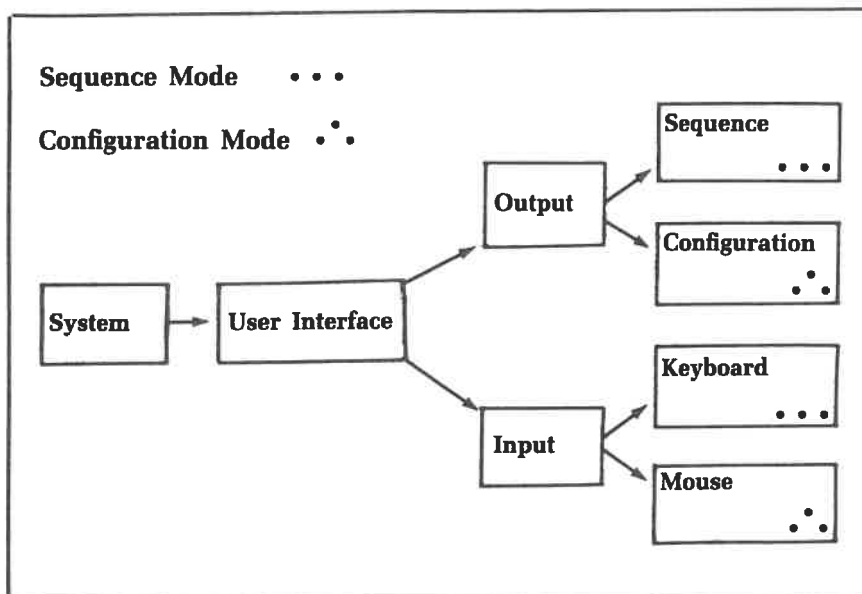 Sequence Mode
Configuration Mode
Sequence
Output
Configuration
System
User Interface
Keyboard
Input
Mouse